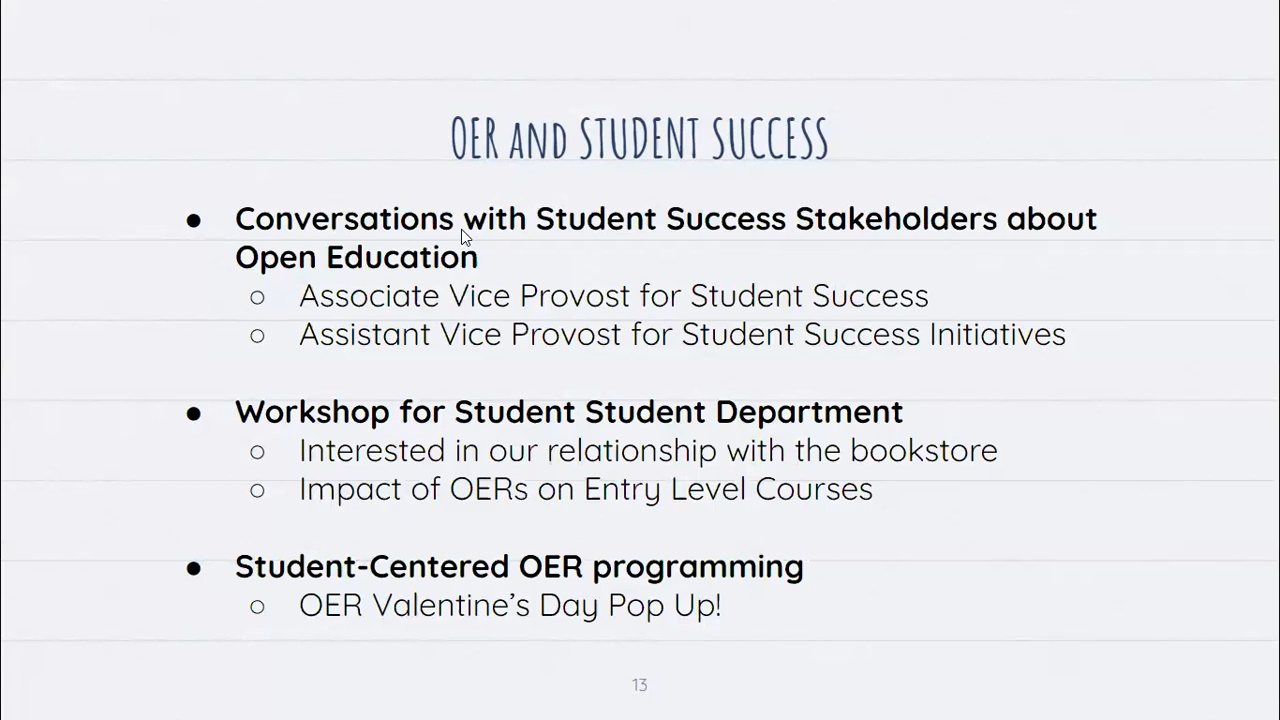 OER AND STUDENT SUCCESS
● Conversations with Student Success Stakeholders about
Open Education
○ Associate Vice Provost for Student Success
○ Assistant Vice Provost for Student Success Initiatives
● Workshop for Student Student Department
○ Interested in our relationship with the bookstore
○ Impact of OERs on Entry Level Courses
● Student-Centered OER programming
○ OER Valentine’s Day Pop Up!
13